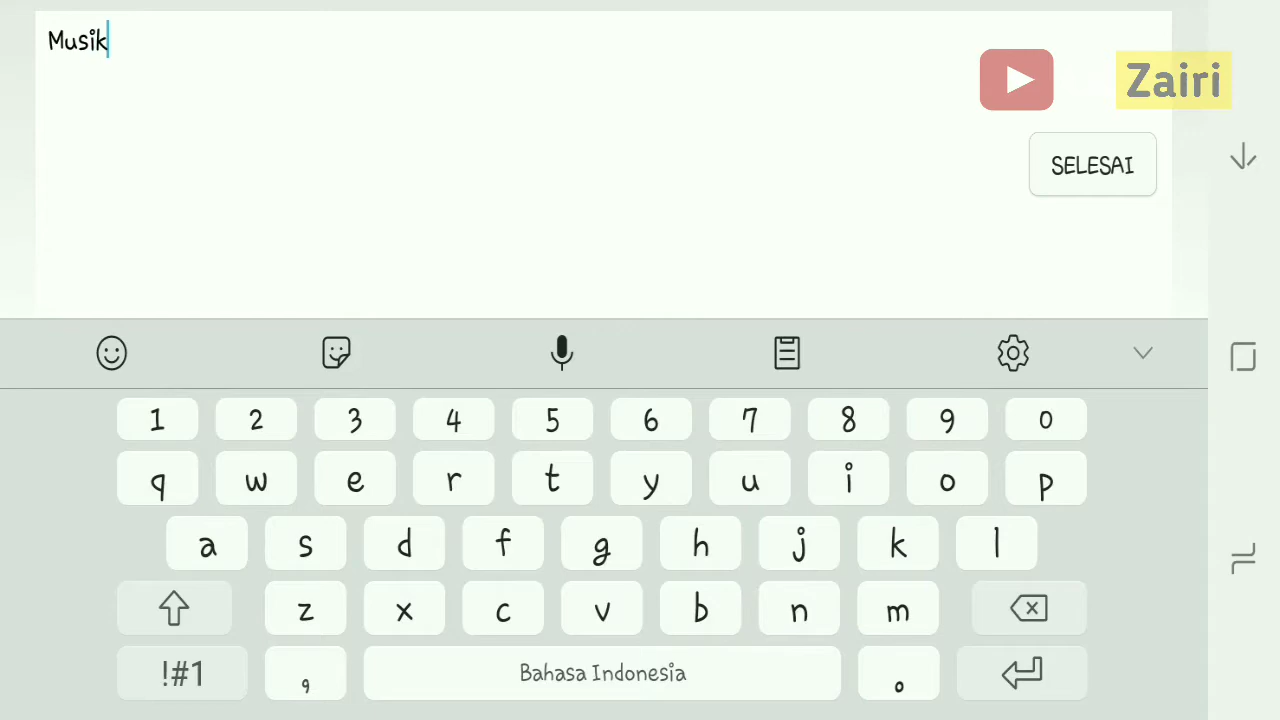 Musik
Zairi
SELESAI
1 2 3 4 5 6 7 8 9 0
q w e r t y u i o p
a s d f g h j k l
z x c v b n m
!#1 , Bahasa Indonesia .